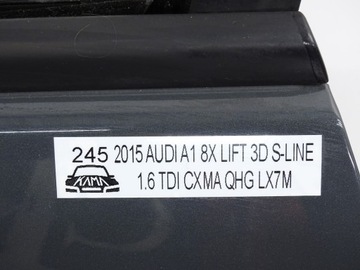 245 2015 AUDI A1 8X LIFT 3D S-LINE
KAMA 1.6 TDI CXMA QHG LX7M